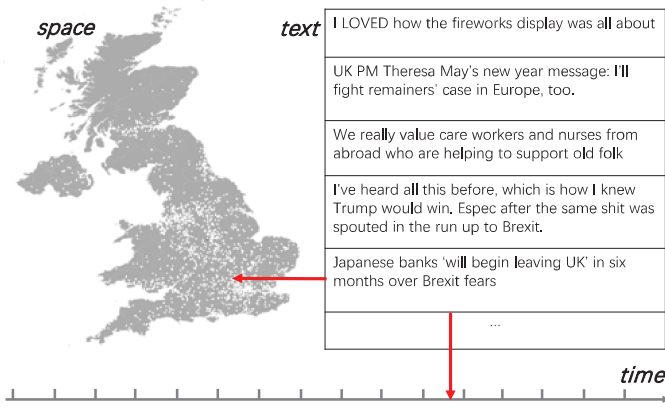 space
text
I LOVED how the fireworks display was all about
UK PM Theresa May's new year message: I'll
fight remainers' case in Europe, too.
We really value care workers and nurses from
abroad who are helping to support old folk
I've heard all this before, which is how I knew
Trump would win. Espec after the same shit was
spouted in the run up to Brexit.
Japanese banks 'will begin leaving UK' in six
months over Brexit fears
...
time